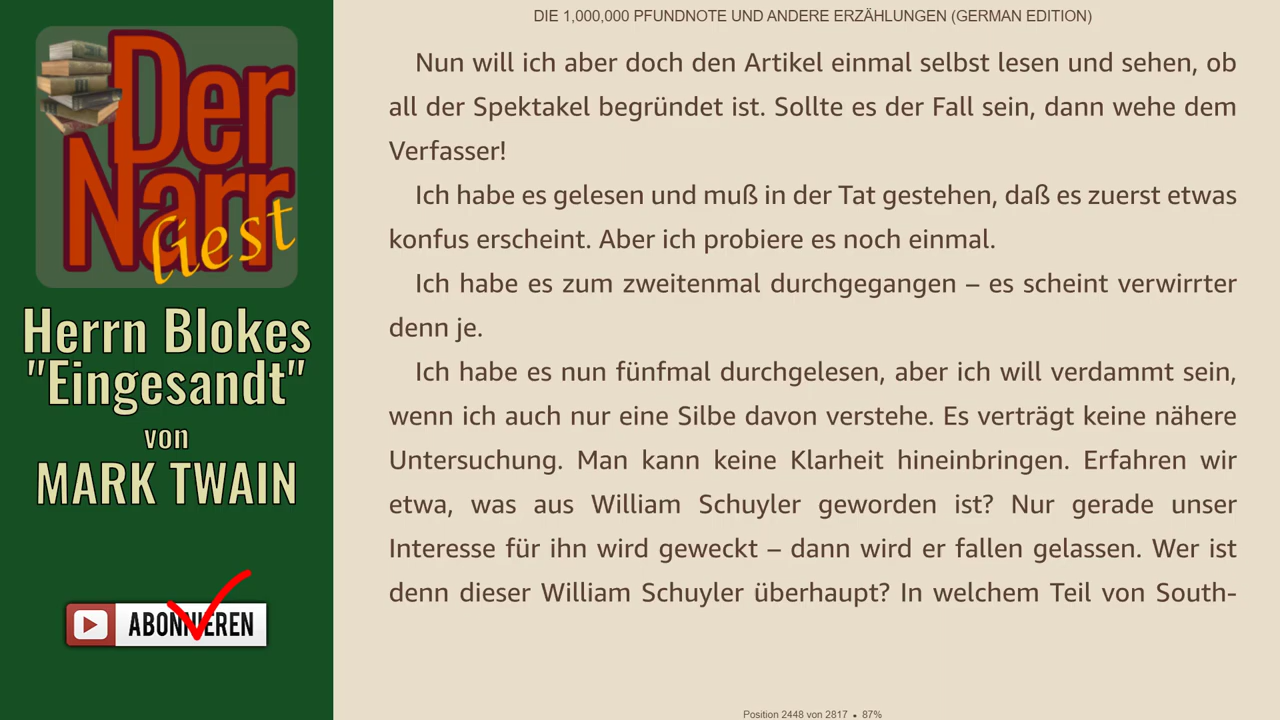 Der
Narr
liest
Herrn Blokes
"Eingesandt"
von
MARK TWAIN
ABONNIEREN
DIE 1,000,000 PFUNDNOTE UND ANDERE ERZÄHLUNGEN (GERMAN EDITION)
Nun will ich aber doch den Artikel einmal selbst lesen und sehen, ob
all der Spektakel begründet ist. Sollte es der Fall sein, dann wehe dem
Verfasser!
Ich habe es gelesen und muß in der Tat gestehen, daß es zuerst etwas
konfus erscheint. Aber ich probiere es noch einmal.
Ich habe es zum zweitenmal durchgegangen – es scheint verwirrter
denn je.
Ich habe es nun fünfmal durchgelesen, aber ich will verdammt sein,
wenn ich auch nur eine Silbe davon verstehe. Es verträgt keine nähere
Untersuchung. Man kann keine Klarheit hineinbringen. Erfahren wir
etwa, was aus William Schuyler geworden ist? Nur gerade unser
Interesse für ihn wird geweckt – dann wird er fallen gelassen. Wer ist
denn dieser William Schuyler überhaupt? In welchem Teil von South-
Position 2448 von 2817 • 87%